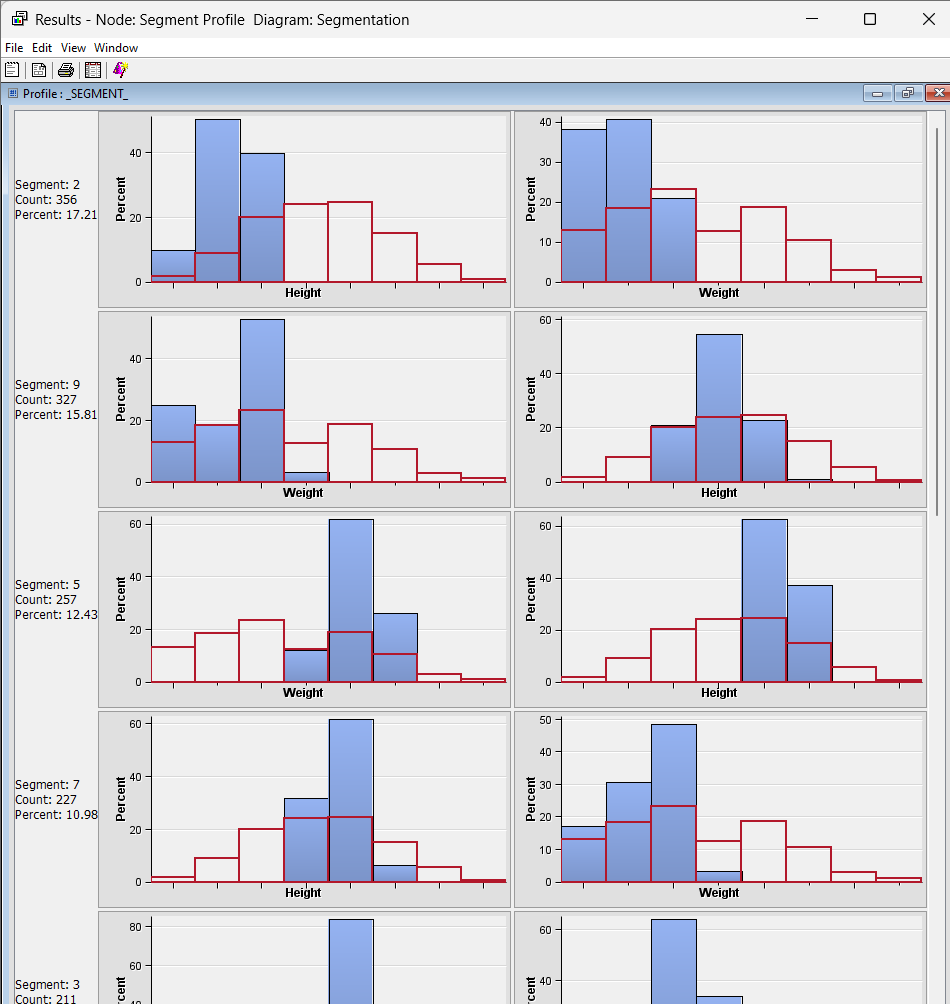 Results - Node: Segment Profile Diagram: Segmentation
File Edit View Window
Profile : _SEGMENT_
Segment: 2
Count: 356
Percent: 17.21
Percent
40
20
0
Height
Percent
40
30
20
10
0
Weight
Segment: 9
Count: 327
Percent: 15.81
Percent
40
20
0
Weight
Percent
60
40
20
0
Height
Segment: 5
Count: 257
Percent: 12.43
Percent
60
40
20
0
Weight
Percent
60
40
20
0
Height
Segment: 7
Count: 227
Percent: 10.98
Percent
60
40
20
0
Height
Percent
50
40
30
20
10
0
Weight
Segment: 3
Count: 211
Percent
80
60
40
Percent
60
40